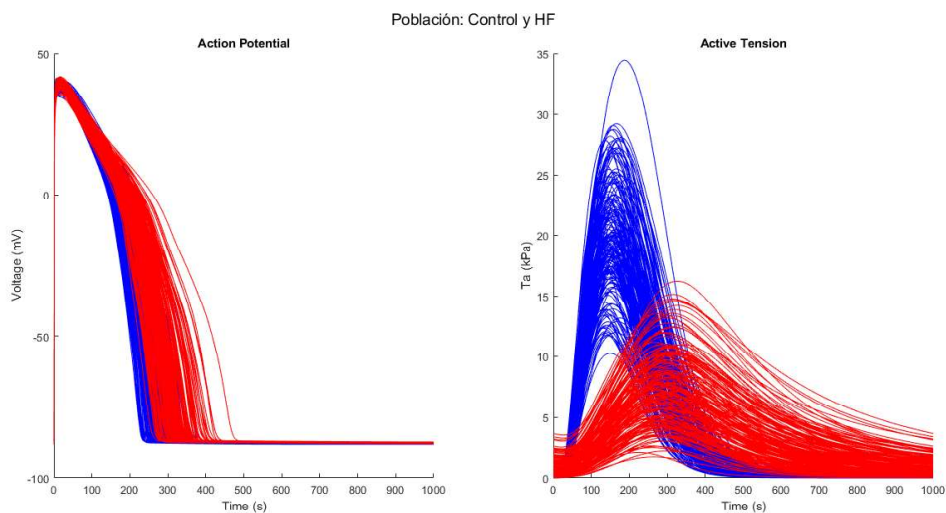 Población: Control y HF
Action Potential
50
0
-50
-100
Voltage (mV)
0 100 200 300 400 500 600 700 800 900 1000
Time (s)
Active Tension
35
30
25
20
15
10
5
0
Ta (kPa)
0 100 200 300 400 500 600 700 800 900 1000
Time (s)